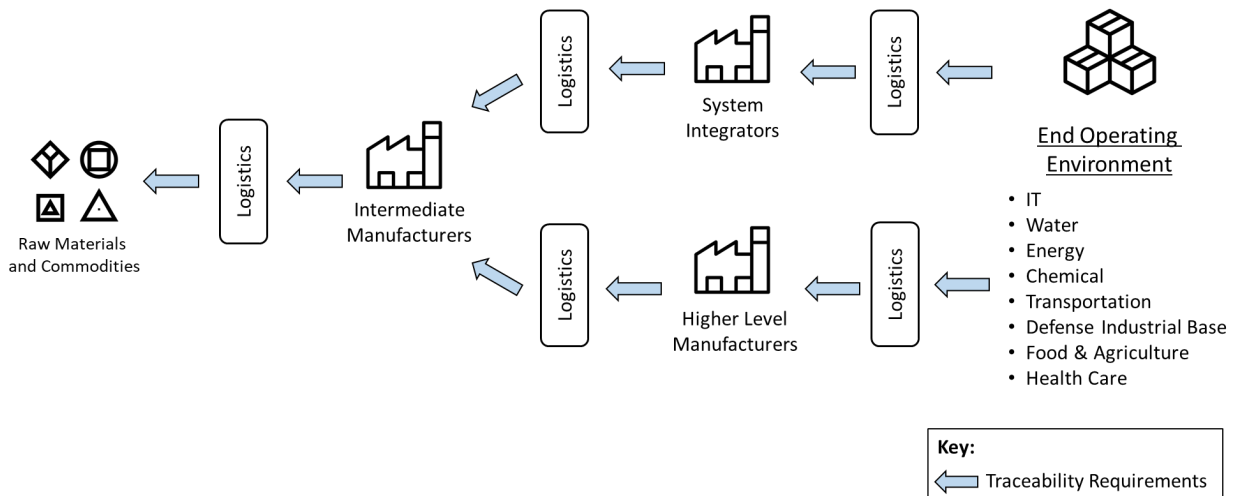 Logistics
System
Integrators
Logistics
End Operating
Environment
Raw Materials
and Commodities
Logistics
Intermediate
Manufacturers
Logistics
Higher Level
Manufacturers
Logistics
• IT
• Water
• Energy
• Chemical
• Transportation
• Defense Industrial Base
• Food & Agriculture
• Health Care
Key:
Traceability Requirements